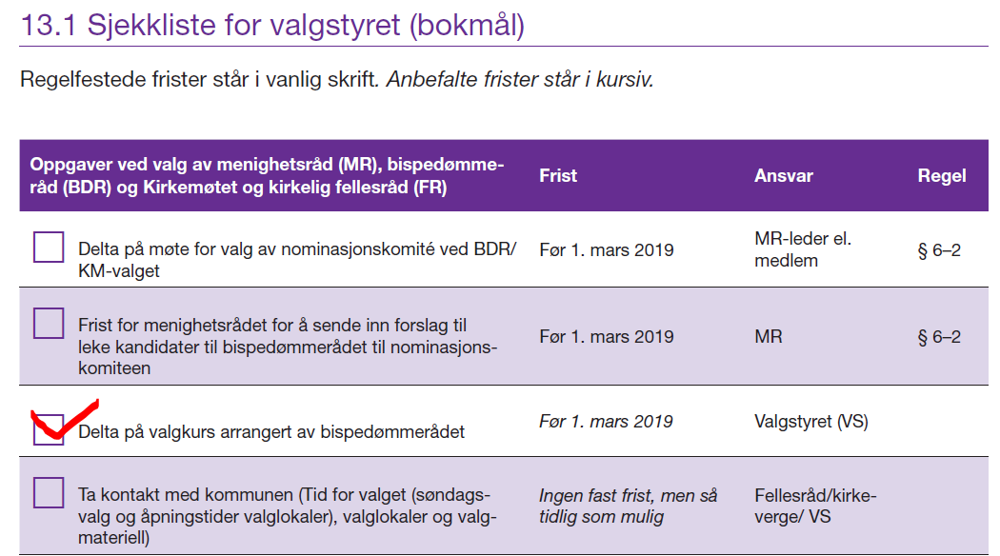 13.1 Sjekkliste for valgstyret (bokmål)
Regelfestede frister står i vanlig skrift. Anbefalte frister står i kursiv.
Oppgaver ved valg av menighetsråd (MR), bispedømme-
råd (BDR) og Kirkemøtet og kirkelig fellesråd (FR)
Frist
Ansvar
Regel
Delta på møte for valg av nominasjonskomité ved BDR/
KM-valget
Før 1. mars 2019
MR-leder el.
medlem
§ 6–2
Frist for menighetsrådet for å sende inn forslag til
leke kandidater til bispedømmerådet til nominasjons-
komiteen
Før 1. mars 2019
MR
§ 6–2
Delta på valgkurs arrangert av bispedømmerådet
Før 1. mars 2019
Valgstyret (VS)
Ta kontakt med kommunen (Tid for valget (søndags-
valg og åpningstider valglokaler), valglokaler og valg-
materiell)
Ingen fast frist, men så
tidlig som mulig
Fellesråd/kirke-
verge/ VS